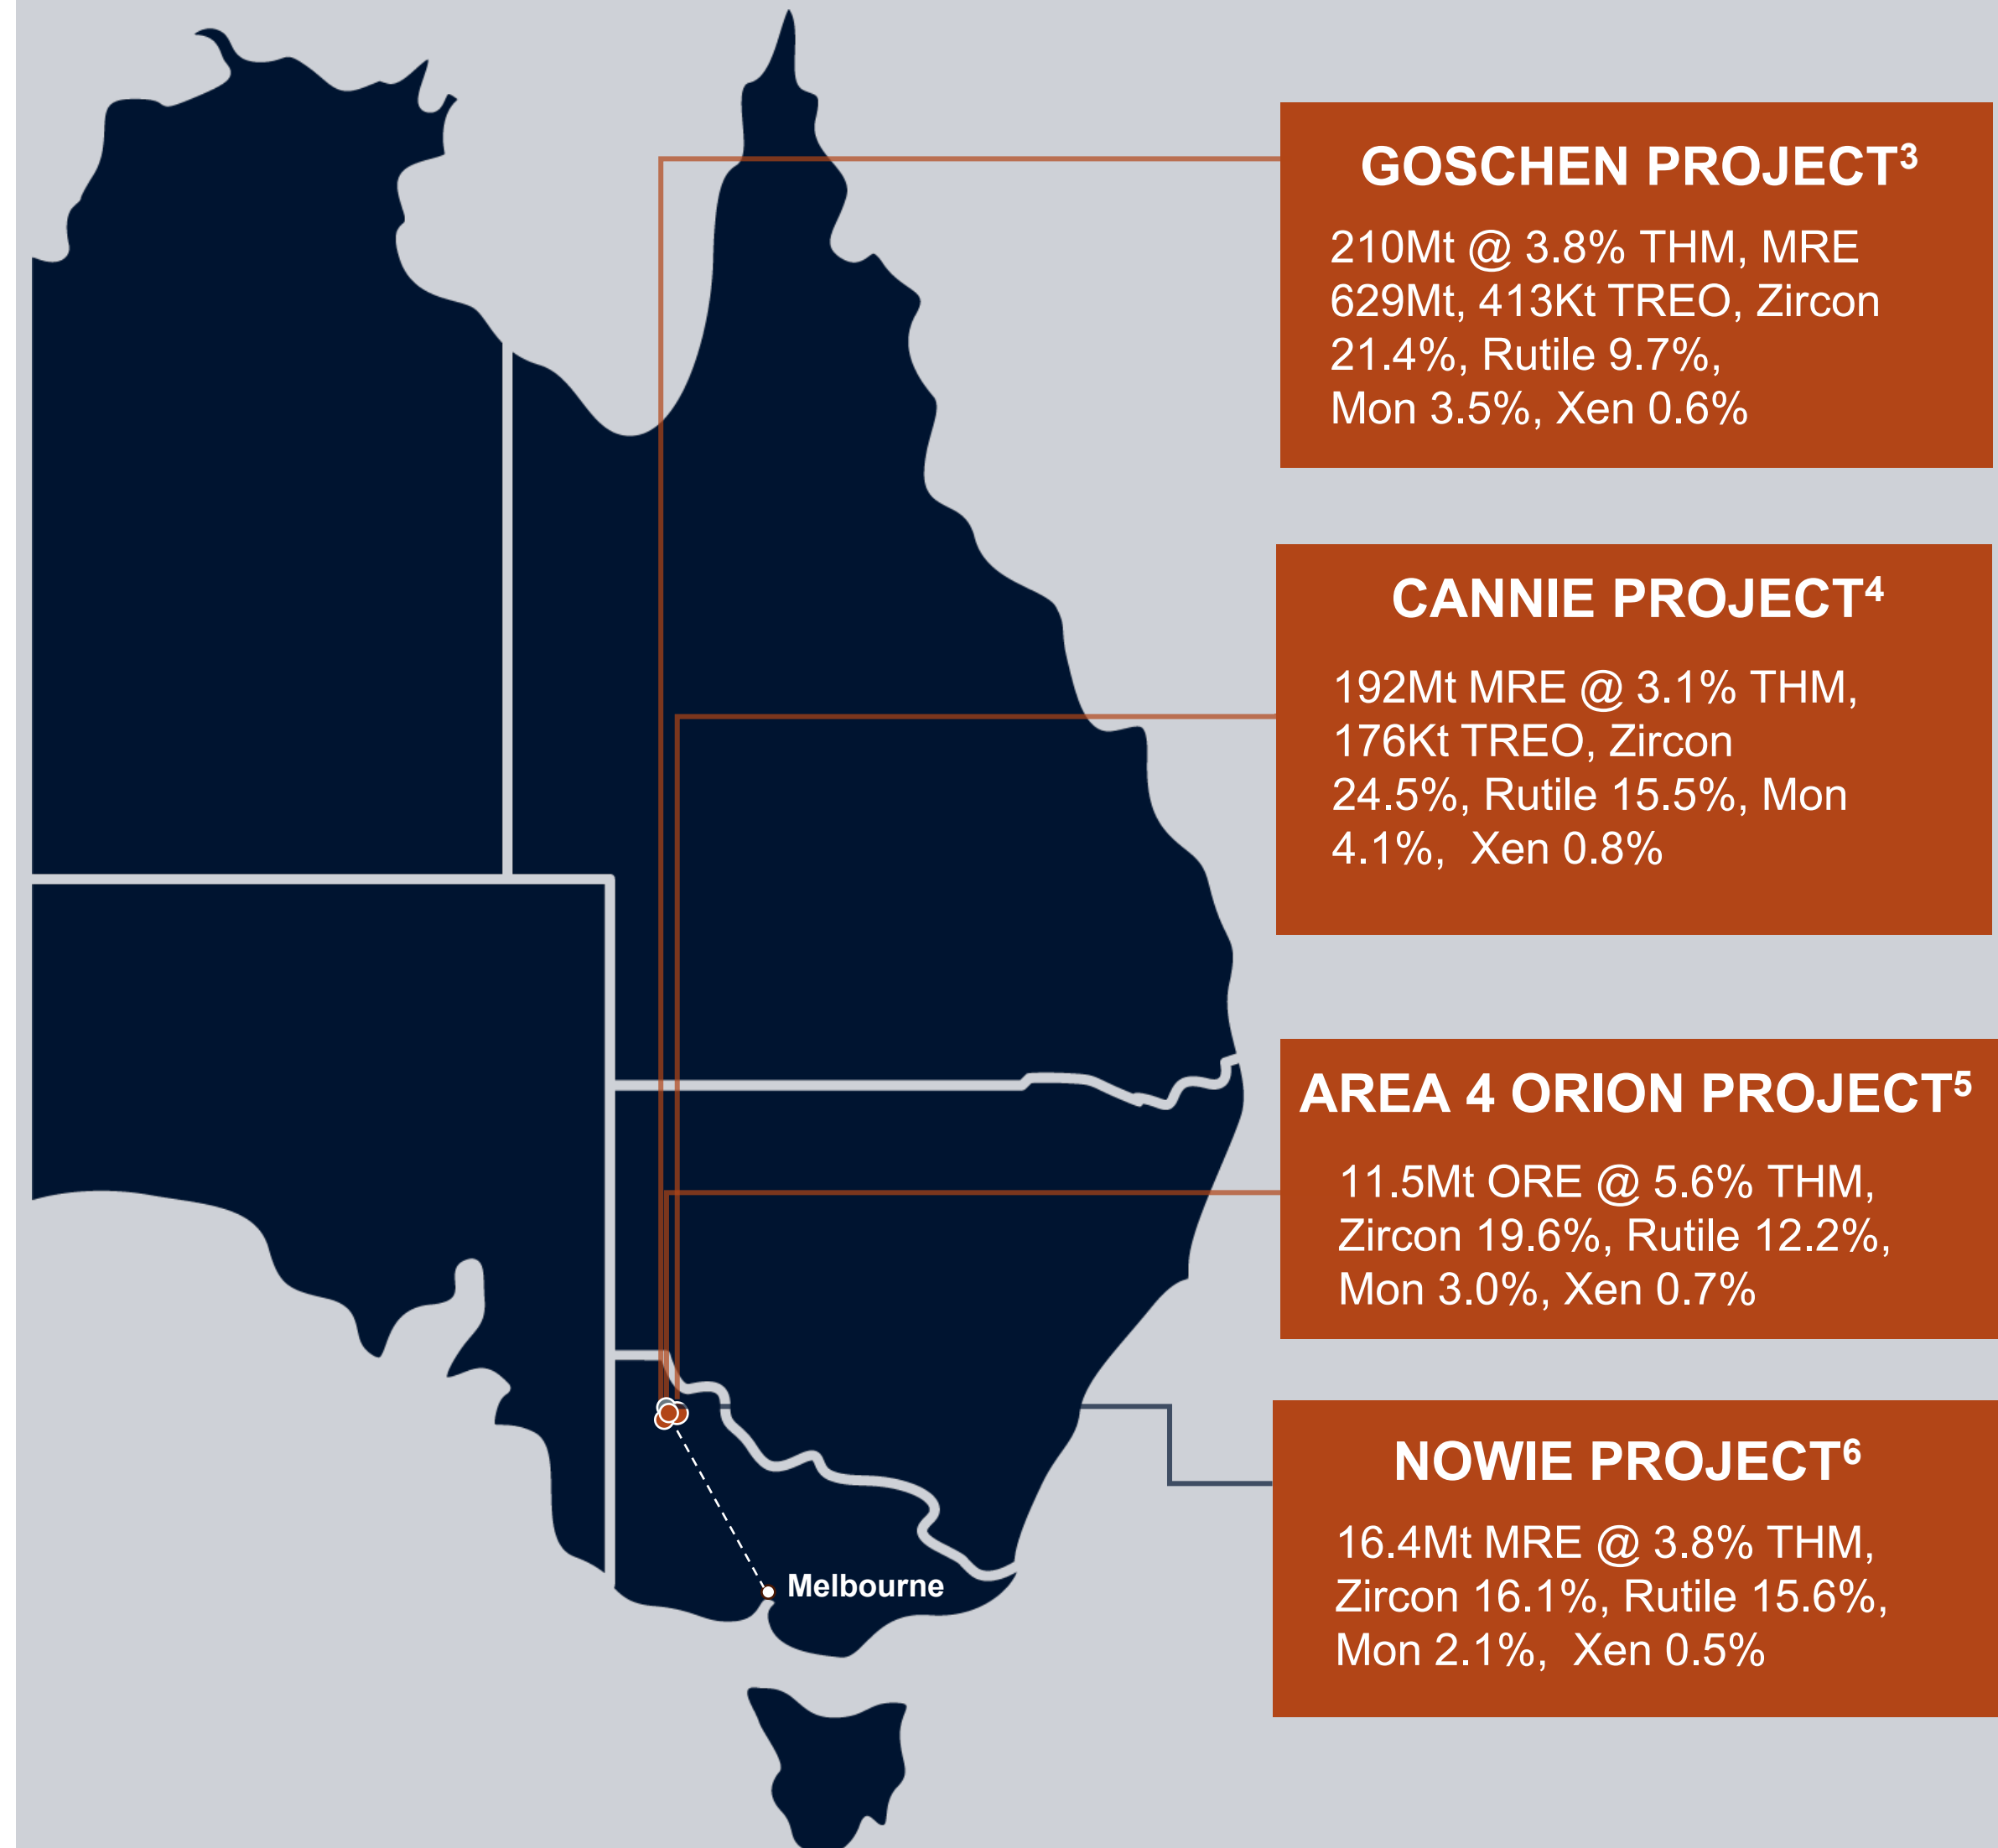 GOSCHEN PROJECT³
210Mt @ 3.8% THM, MRE
629Mt, 413Kt TREO, Zircon
21.4%, Rutile 9.7%,
Mon 3.5%, Xen 0.6%
CANNIE PROJECT⁴
192Mt MRE @ 3.1% THM,
176Kt TREO, Zircon
24.5%, Rutile 15.5%, Mon
4.1%, Xen 0.8%
AREA 4 ORION PROJECT⁵
11.5Mt ORE @ 5.6% THM,
Zircon 19.6%, Rutile 12.2%,
Mon 3.0%, Xen 0.7%
NOWIE PROJECT⁶
16.4Mt MRE @ 3.8% THM,
Zircon 16.1%, Rutile 15.6%,
Mon 2.1%, Xen 0.5%
Melbourne